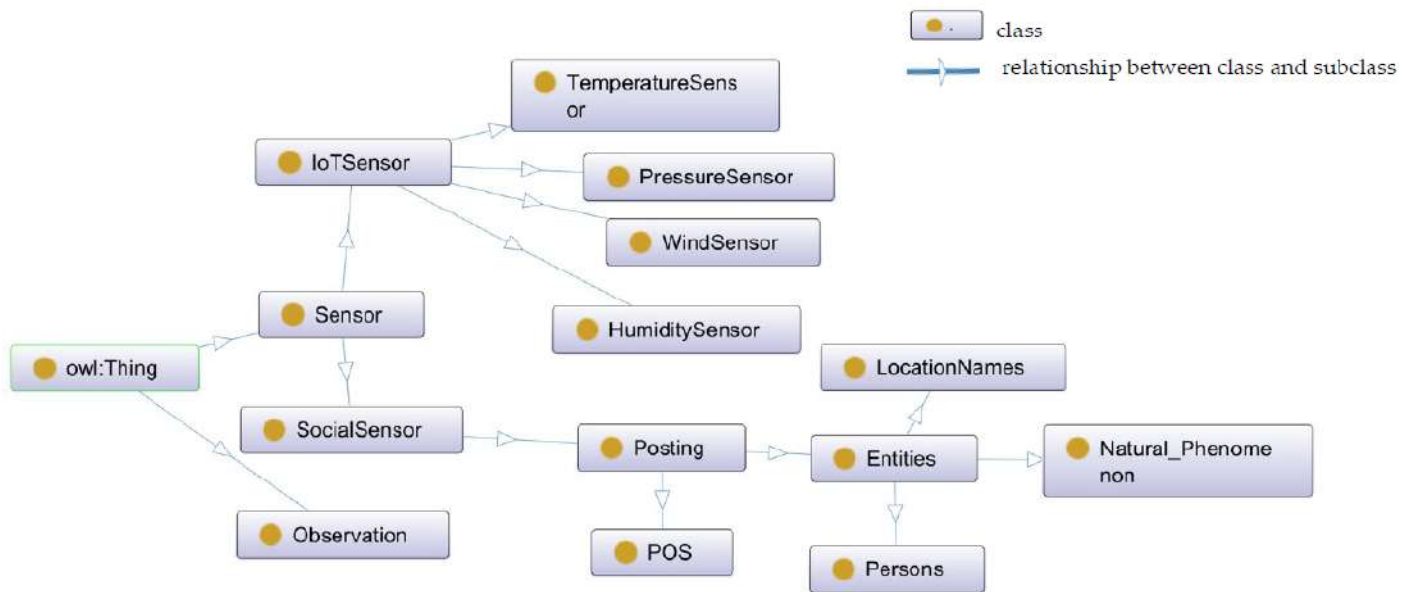 .
class
relationship between class and subclass
TemperatureSens
or
IoTSensor
PressureSensor
WindSensor
Sensor
HumiditySensor
owl:Thing
LocationNames
SocialSensor
Posting
Entities
Natural_Phenome
non
Observation
POS
Persons